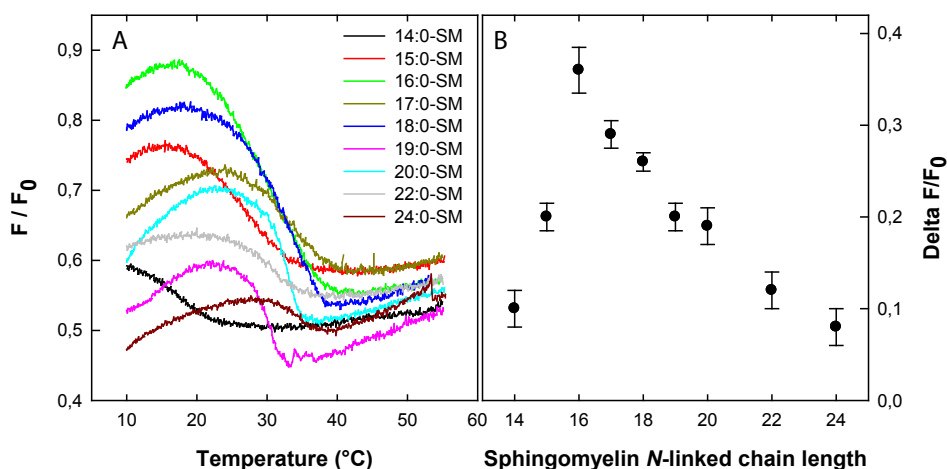 A
14:0-SM
15:0-SM
16:0-SM
17:0-SM
18:0-SM
19:0-SM
20:0-SM
22:0-SM
24:0-SM
0,9
0,8
0,7
0,6
0,5
0,4
F / F0
10
20
30
40
50
60
Temperature (°C)
B
0,4
0,3
0,2
0,1
0,0
Delta F/F0
14
16
18
20
22
24
Sphingomyelin N-linked chain length